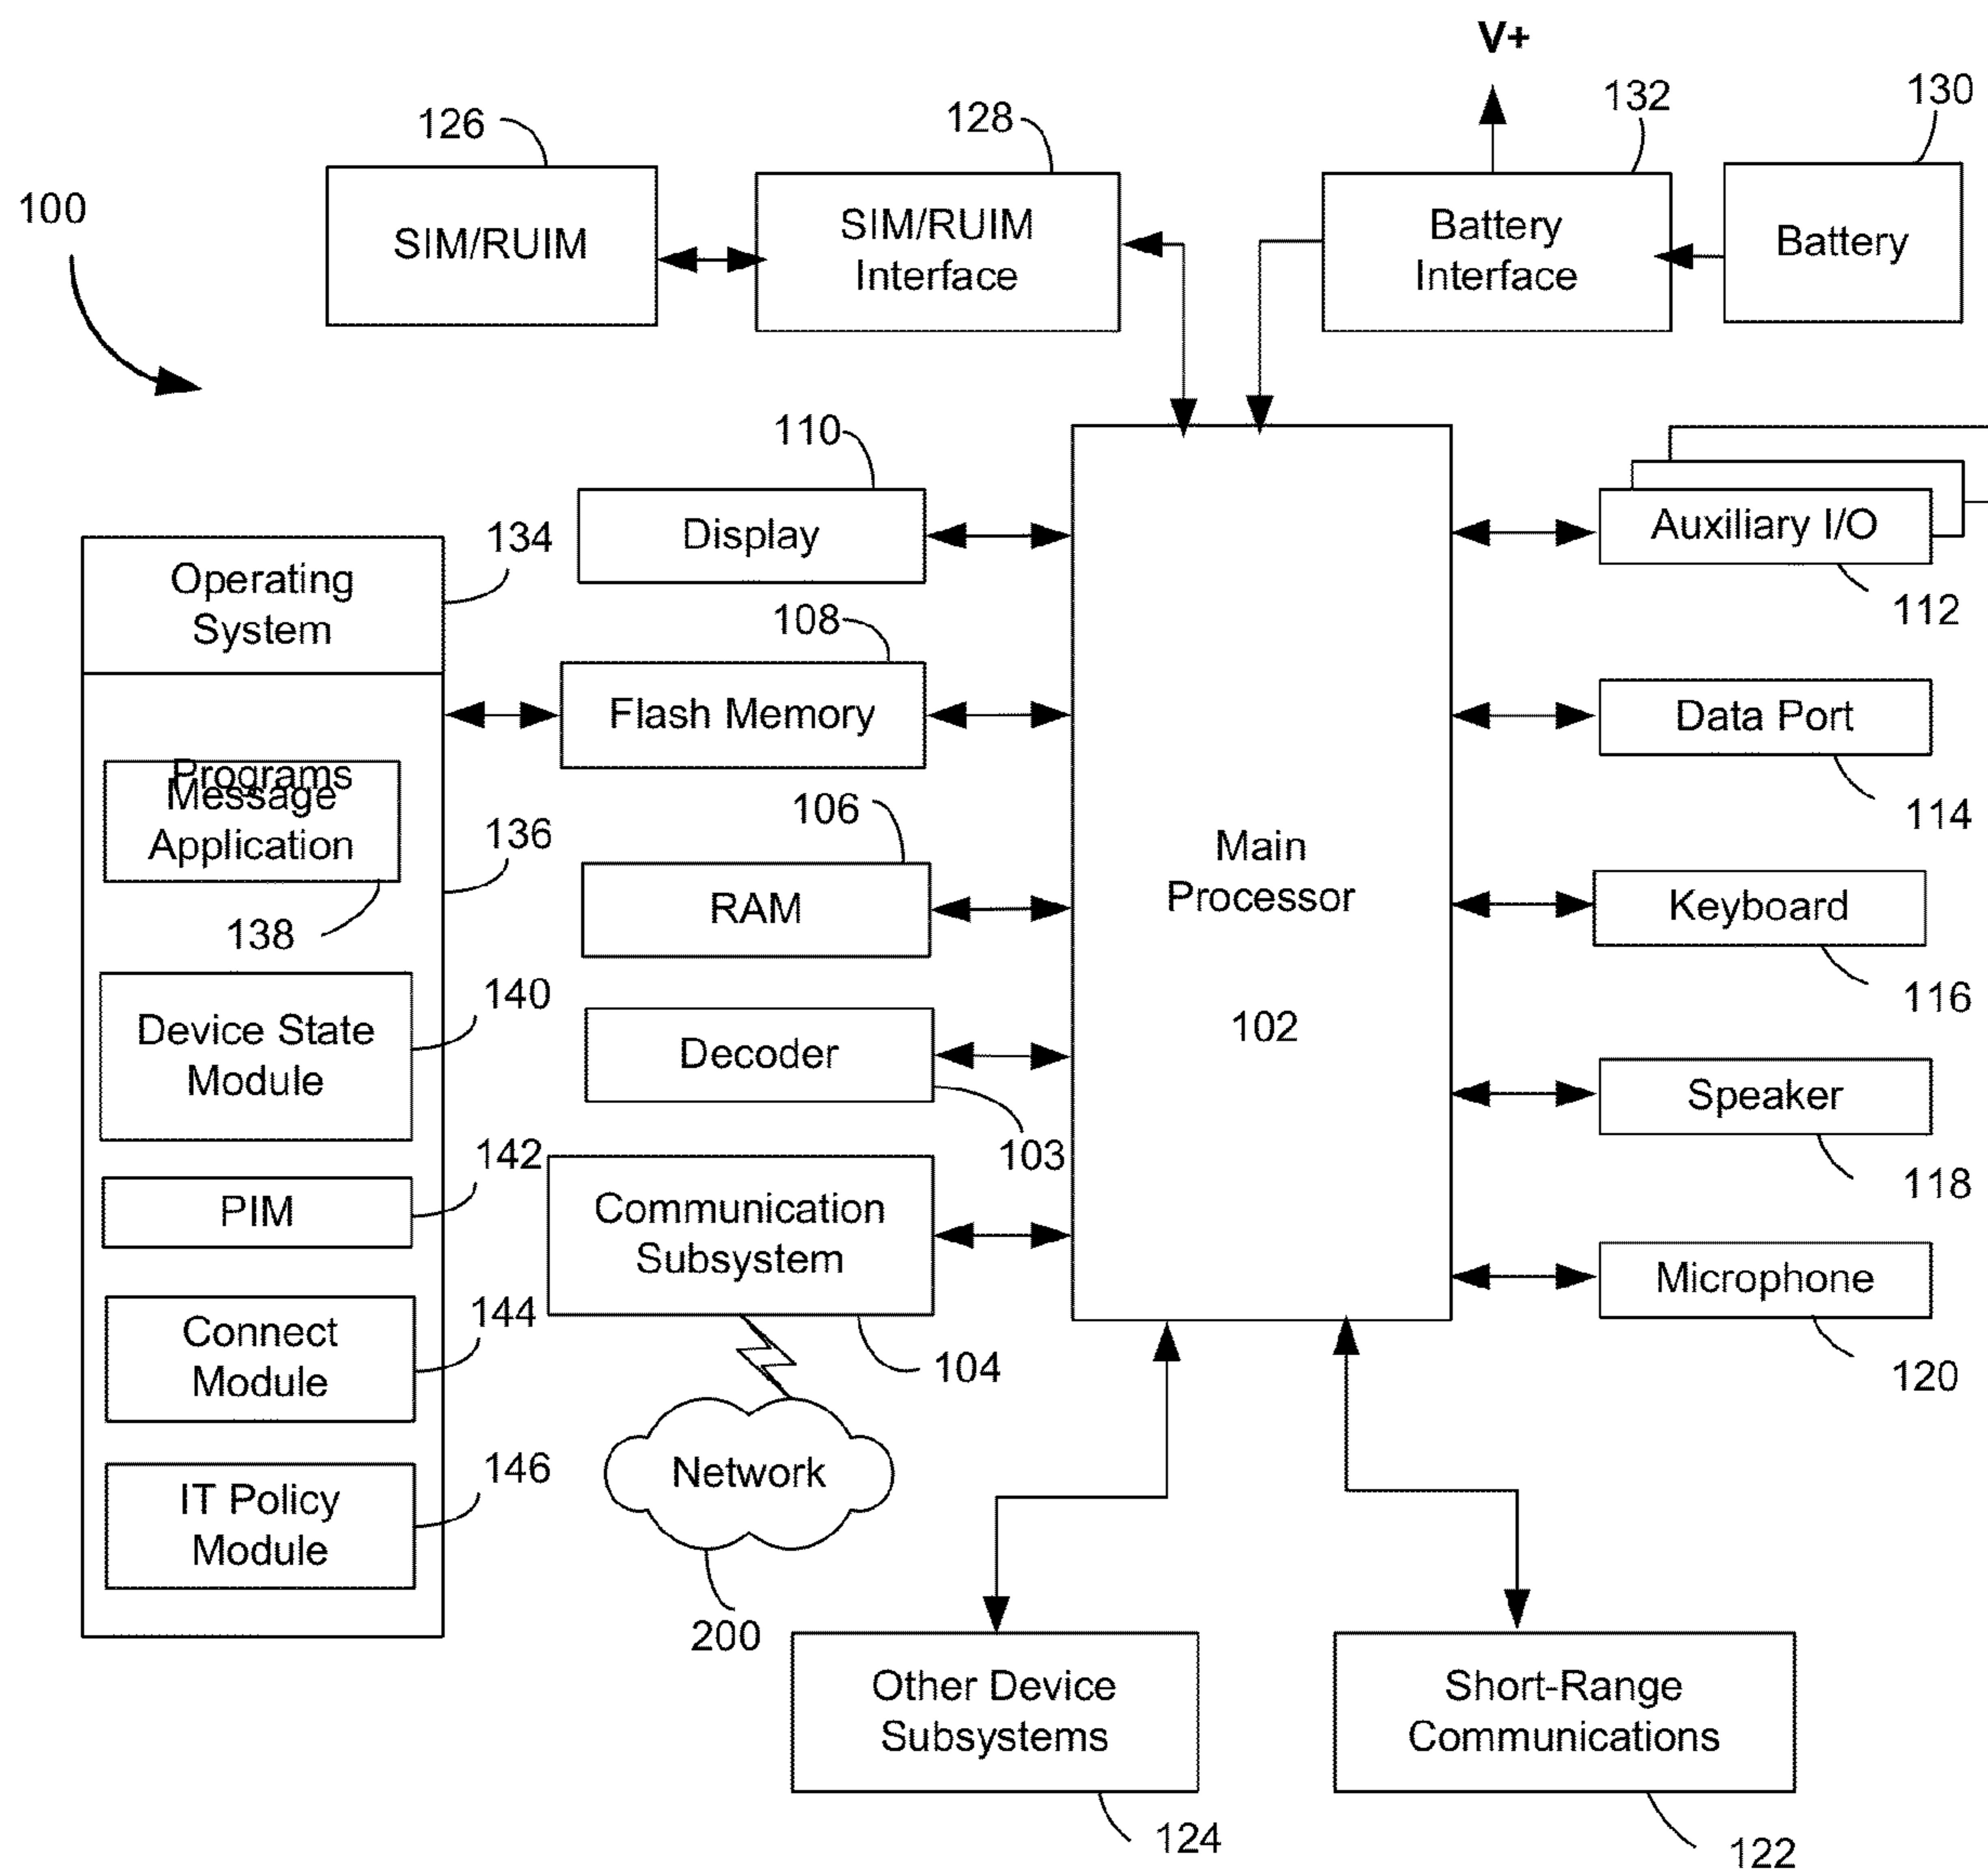 V+
126
128
132
130
100
SIM/RUIM
SIM/RUIM
Interface
Battery
Interface
Battery
110
Display
Auxiliary I/O
112
134
Operating
System
108
Flash Memory
Data Port
114
Programs
Message
Application
138
136
106
RAM
Main
Processor
102
Keyboard
116
140
Device State
Module
Decoder
103
Speaker
118
142
PIM
Communication
Subsystem
104
Microphone
120
144
Connect
Module
Network
200
146
IT Policy
Module
Other Device
Subsystems
124
Short-Range
Communications
122